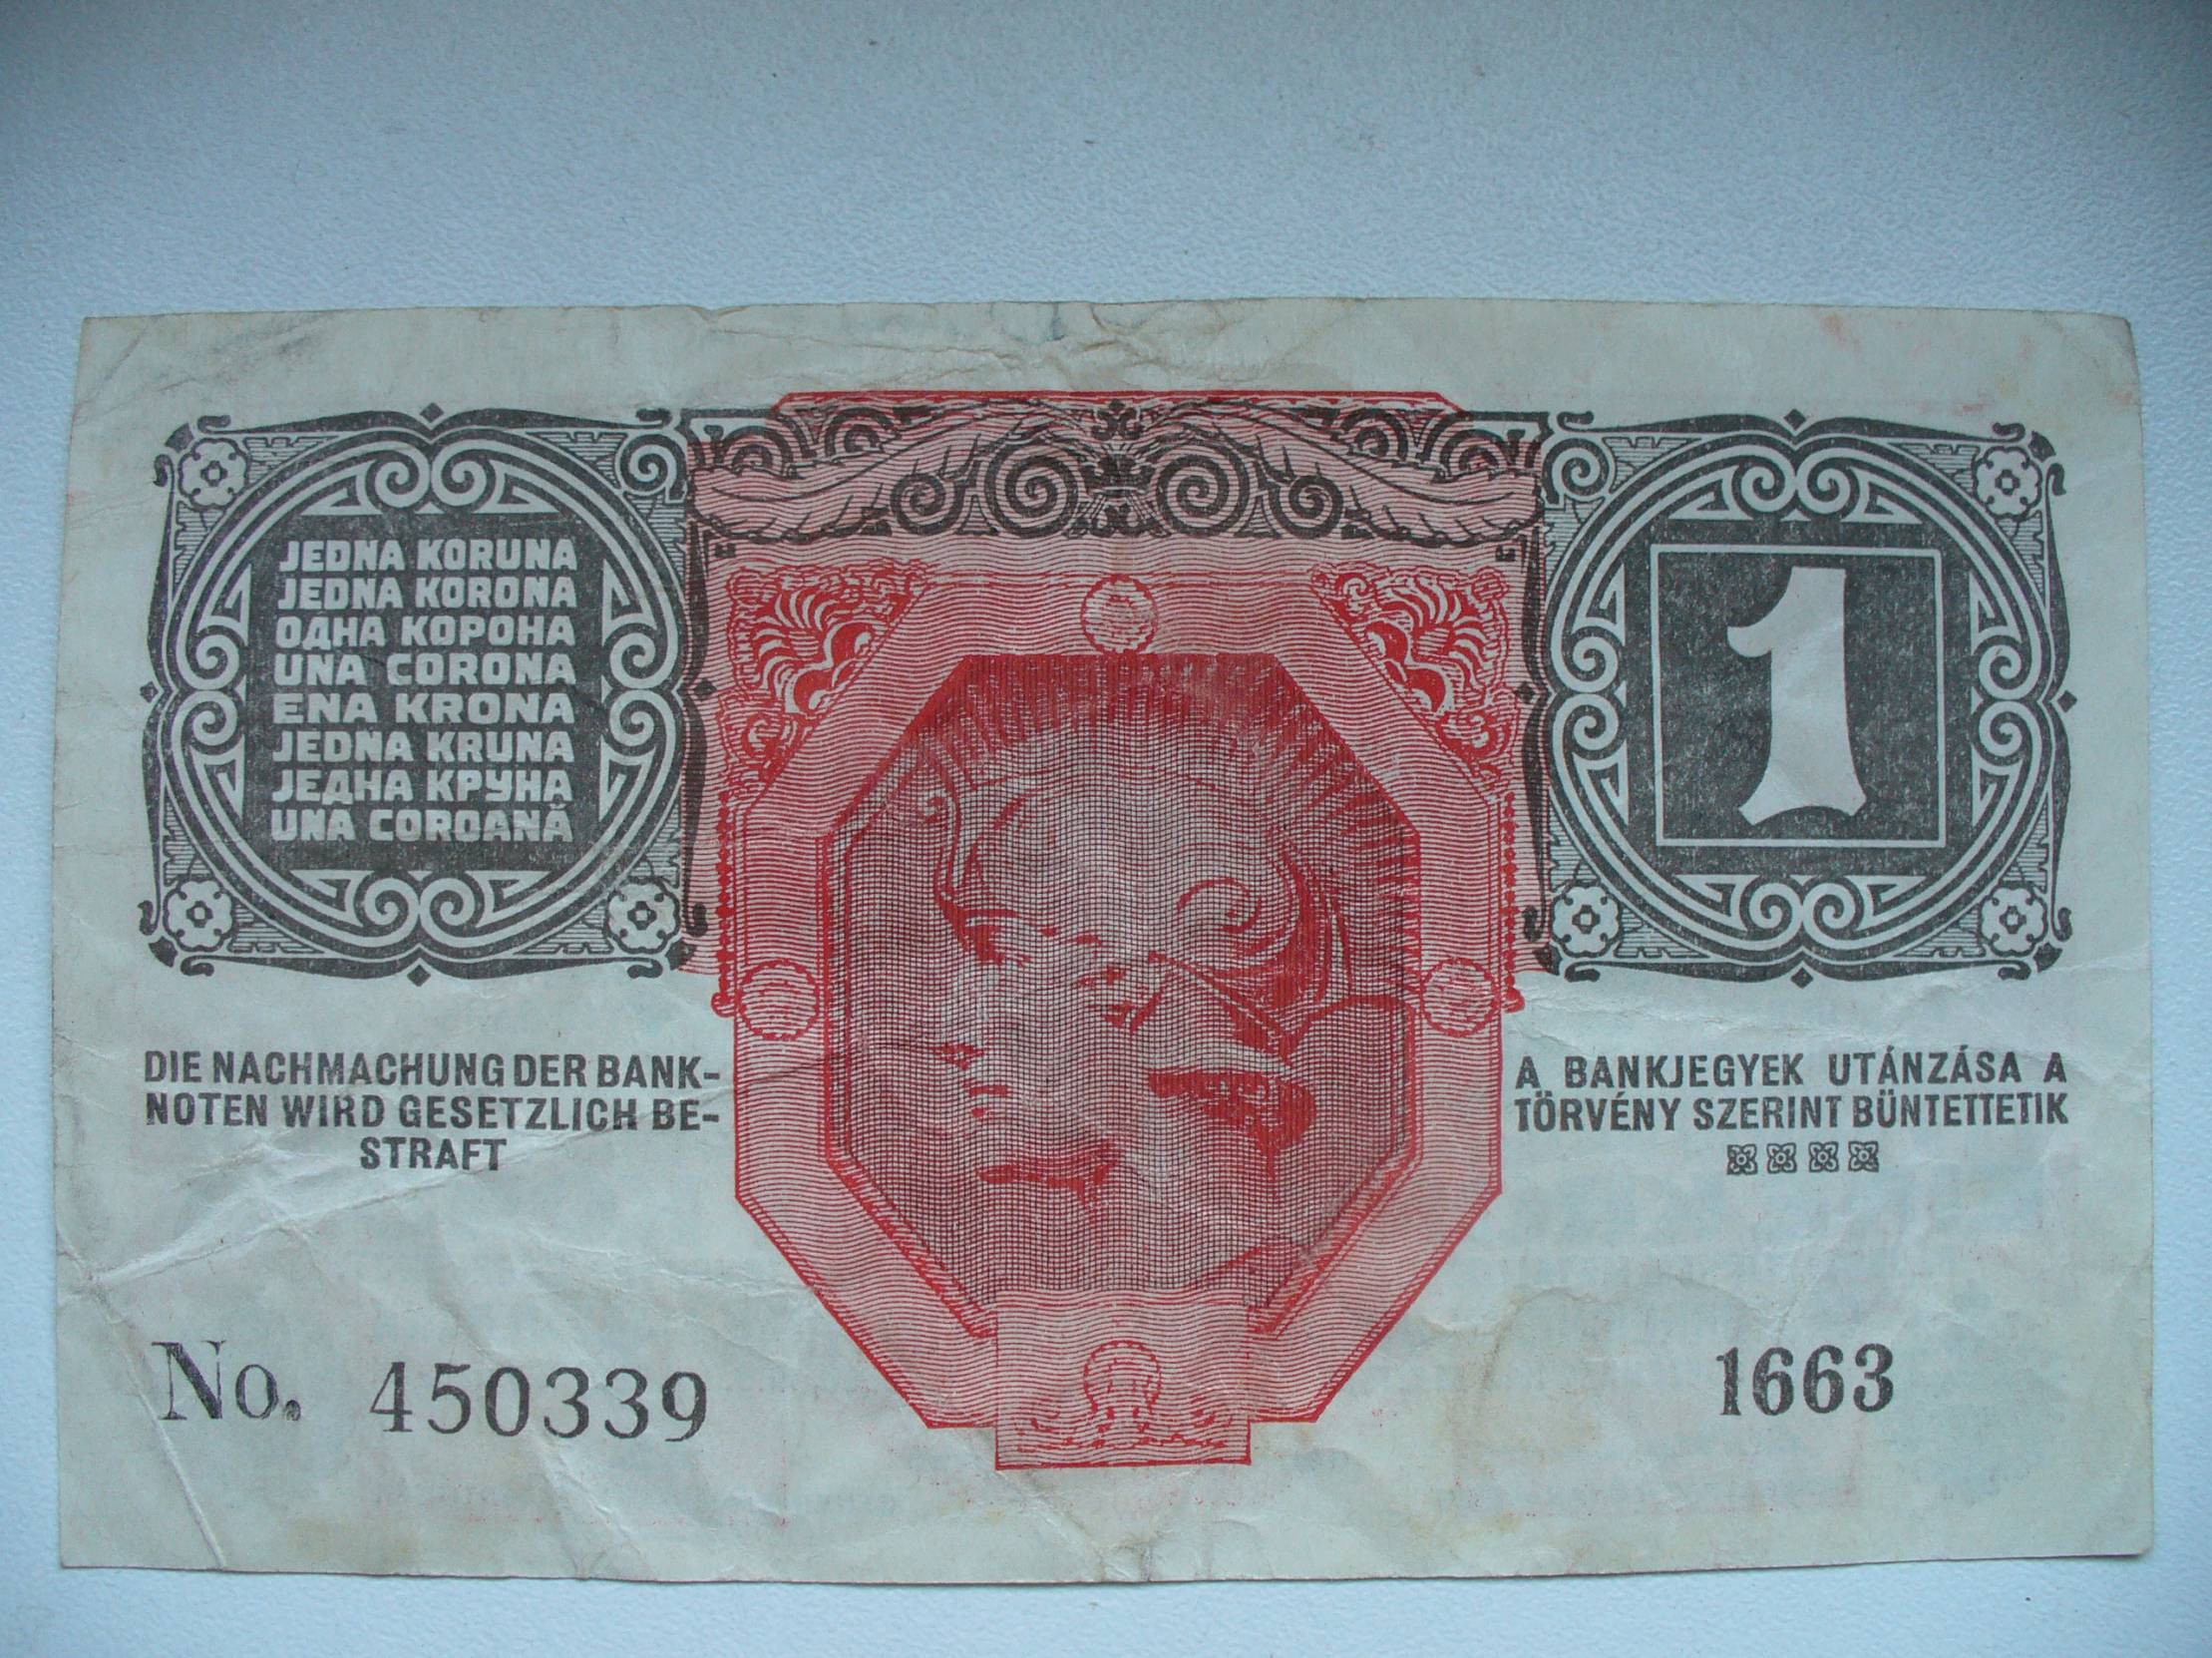 JEDNA KORUNA
JEDNA KORONA
ОДНА КОРОНА
UNA CORONA
ENA KRONA
JEDNA KRUNA
ЈЕДНА КРУНА
UNA COROANĂ
1
DIE NACHMACHUNG DER BANK-
NOTEN WIRD GESETZLICH BE-
STRAFT
A BANKJEGYEK UTÁNZÁSA A
TÖRVÉNY SZERINT BÜNTETTETIK
No. 450339
1663